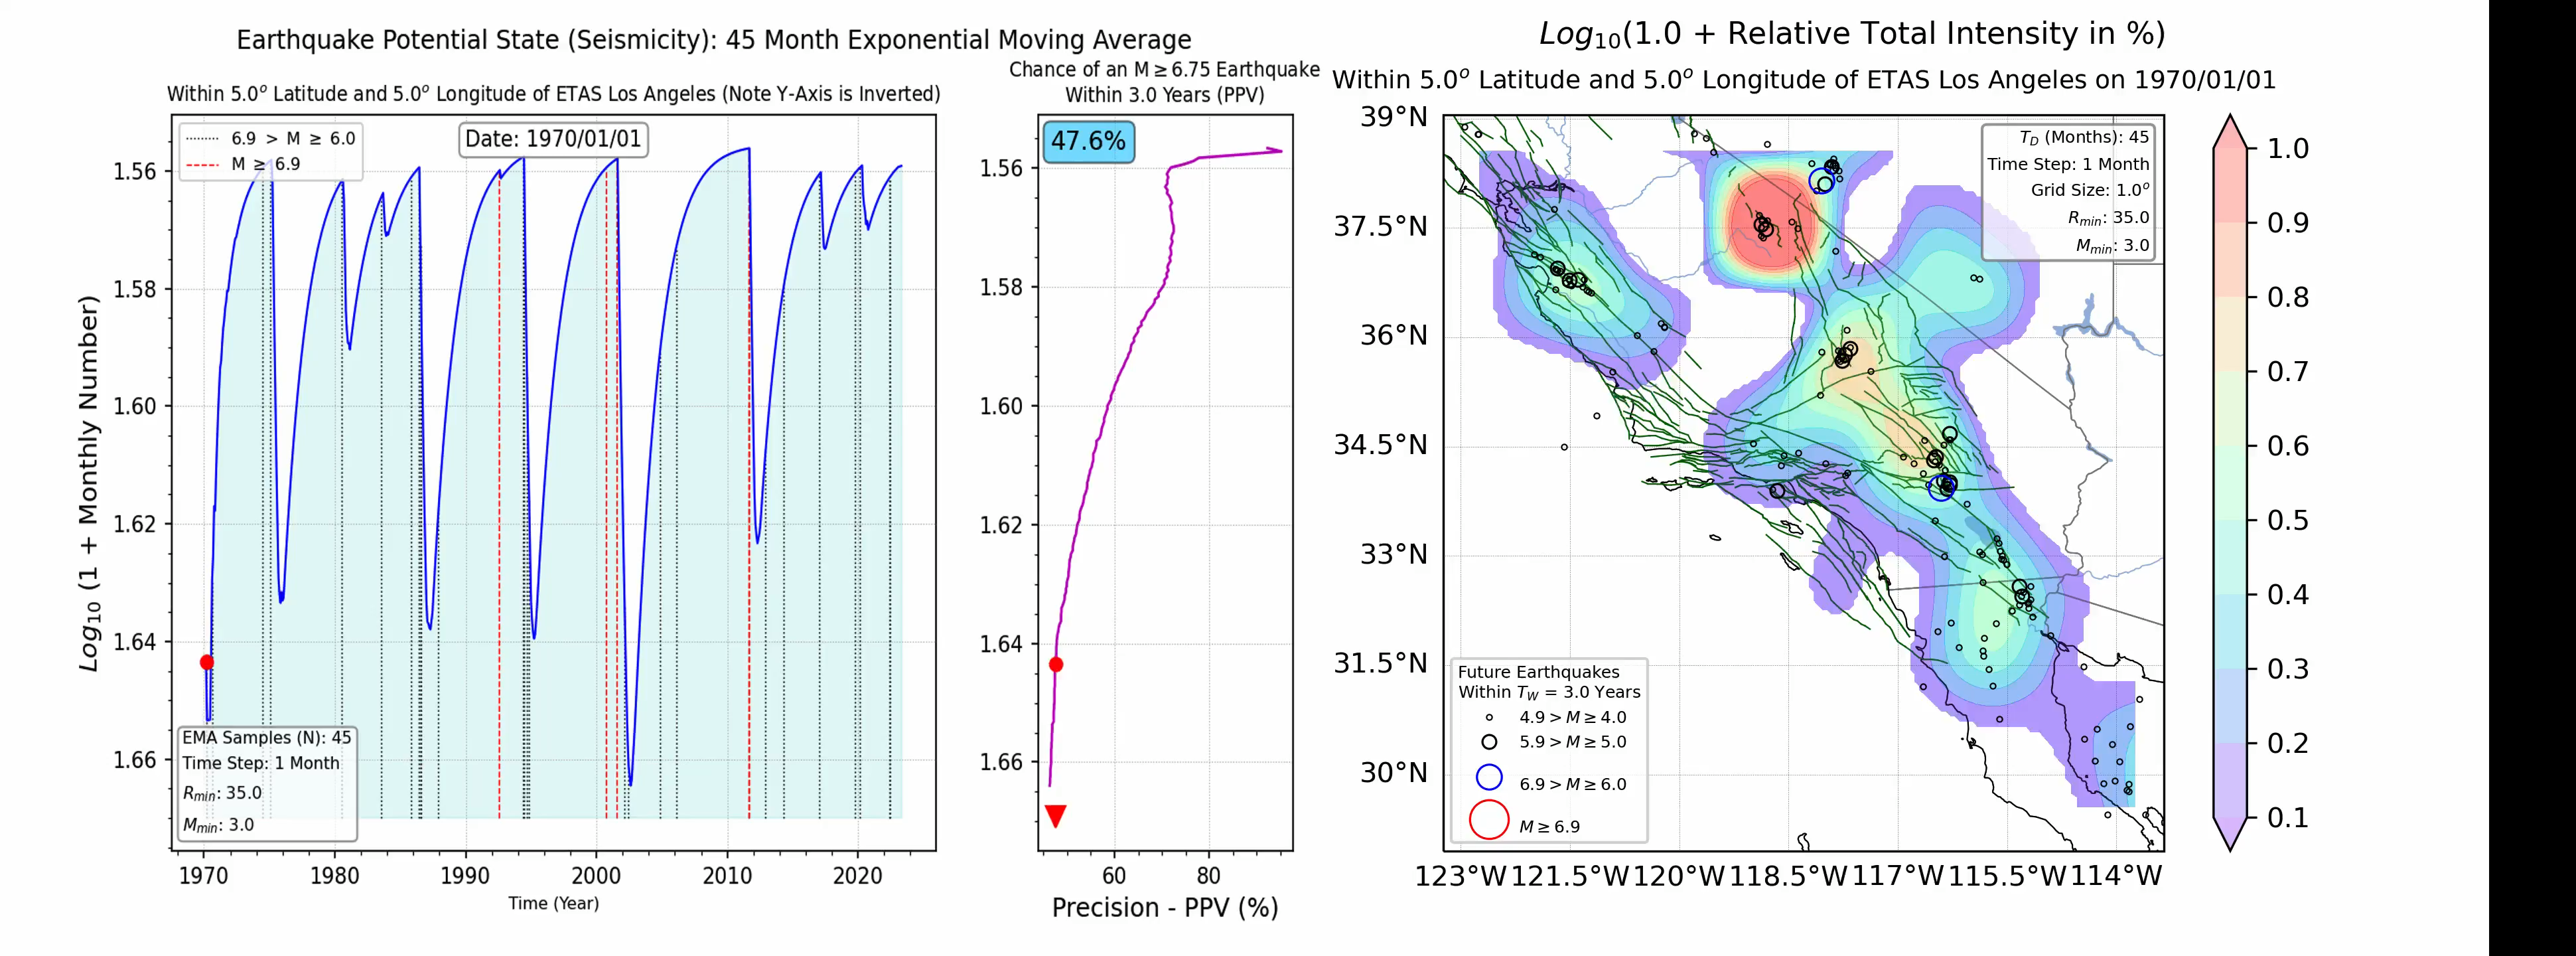 Earthquake Potential State (Seismicity): 45 Month Exponential Moving Average
Within 5.0° Latitude and 5.0° Longitude of ETAS Los Angeles (Note Y-Axis is Inverted)
6.9 > M ≥ 6.0
M ≥ 6.9
Date: 1970/01/01
1.56
1.58
1.60
1.62
1.64
1.66
Log₁₀ (1 + Monthly Number)
EMA Samples (N): 45
Time Step: 1 Month
Rmin: 35.0
Mmin: 3.0
1970 1980 1990 2000 2010 2020
Time (Year)
Chance of an M ≥ 6.75 Earthquake
Within 3.0 Years (PPV)
47.6%
1.56
1.58
1.60
1.62
1.64
1.66
60 80
Precision - PPV (%)
Log₁₀(1.0 + Relative Total Intensity in %)
Within 5.0° Latitude and 5.0° Longitude of ETAS Los Angeles on 1970/01/01
39°N
37.5°N
36°N
34.5°N
33°N
31.5°N
30°N
TD (Months): 45
Time Step: 1 Month
Grid Size: 1.0°
Rmin: 35.0
Mmin: 3.0
Future Earthquakes
Within TW = 3.0 Years
4.9 > M ≥ 4.0
5.9 > M ≥ 5.0
6.9 > M ≥ 6.0
M ≥ 6.9
123°W 121.5°W 120°W 118.5°W 117°W 115.5°W 114°W
1.0
0.9
0.8
0.7
0.6
0.5
0.4
0.3
0.2
0.1